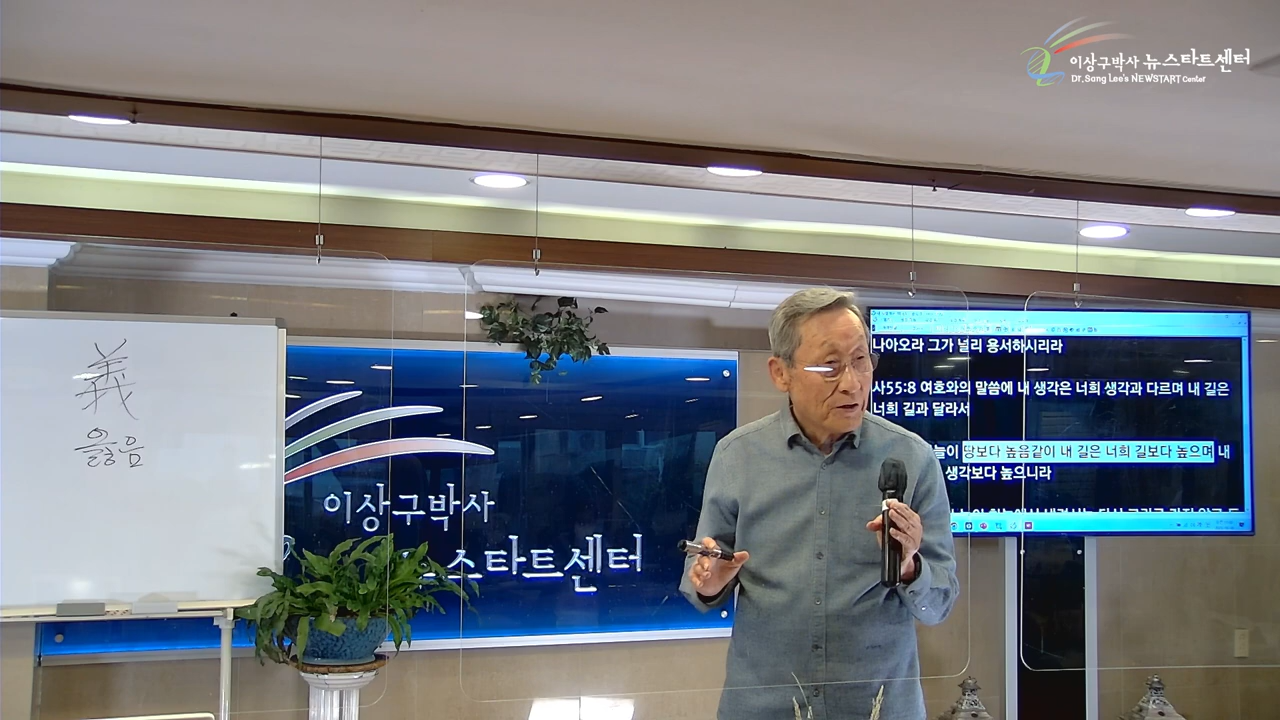 이상구박사 뉴스타트센터
Dr. Sang Lee's NEWSTART Center
義
옳음
이상구박사
스타트센터
나아오라 그가 널리 용서하시리라
사55:8 여호와의 말씀에 내 생각은 너희 생각과 다르며 내 길은
너희 길과 달라서
늘이 땅보다 높음같이 내 길은 너희 길보다 높으며 내
생각보다 높으니라